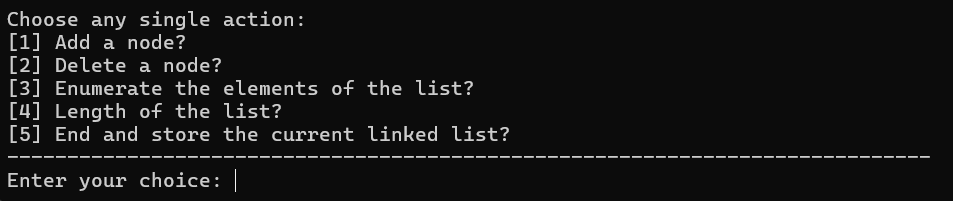 Choose any single action:
[1] Add a node?
[2] Delete a node?
[3] Enumerate the elements of the list?
[4] Length of the list?
[5] End and store the current linked list?
------------------------------------------------------------------------------
Enter your choice: